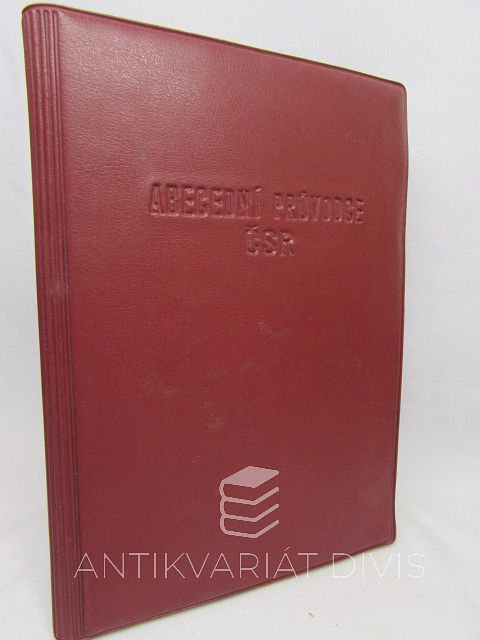 ABECEDNÍ PRŮVODCE
ČSR
ANTIKVARIÁT DIVIŠ